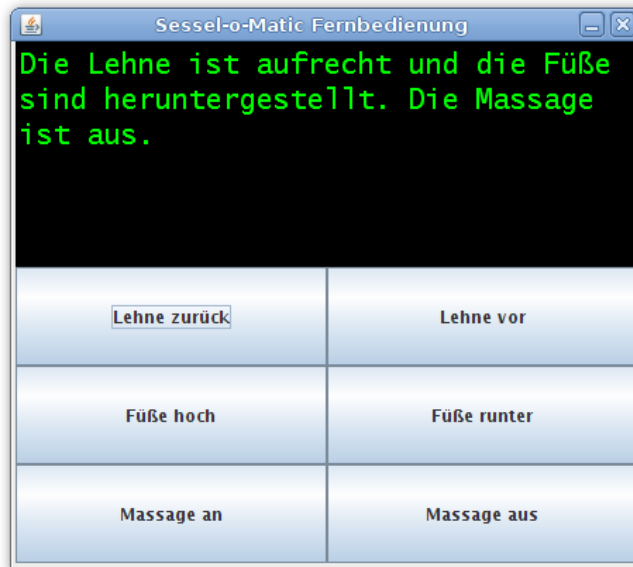 Sessel-o-Matic Fernbedienung
Die Lehne ist aufrecht und die Füße
sind heruntergestellt. Die Massage
ist aus.
Lehne zurück
Lehne vor
Füße hoch
Füße runter
Massage an
Massage aus